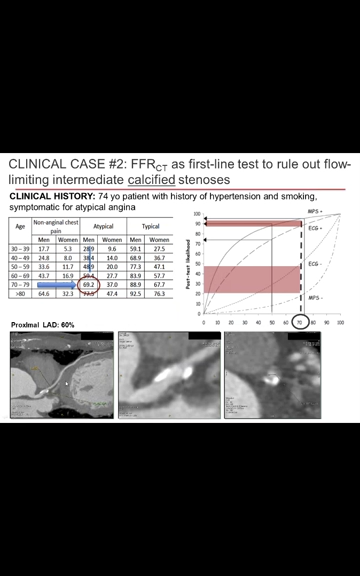 CLINICAL CASE #2: FFRCT as first-line test to rule out flow-
limiting intermediate calcified stenoses
CLINICAL HISTORY: 74 yo patient with history of hypertension and smoking,
symptomatic for atypical angina
Age Non-anginal chest pain Atypical Typical
Men Women Men Women Men Women
30 – 39 17.7 5.3 28.9 9.6 59.1 27.5
40 – 49 24.8 8.0 38.4 14.0 68.9 36.7
50 – 59 33.6 11.7 48.9 20.0 77.3 47.1
60 – 69 43.7 16.9 27.7 83.9 57.7
70 – 79 69.2 37.0 88.9 67.7
>80 64.6 32.3 47.4 92.5 76.3
Post-test likelihood
100
90
80
70
60
50
40
30
20
10
0
0 10 20 30 40 50 60 70 80 90 100
MPS +
ECG
ECG -
MPS -
Proximal LAD: 60%